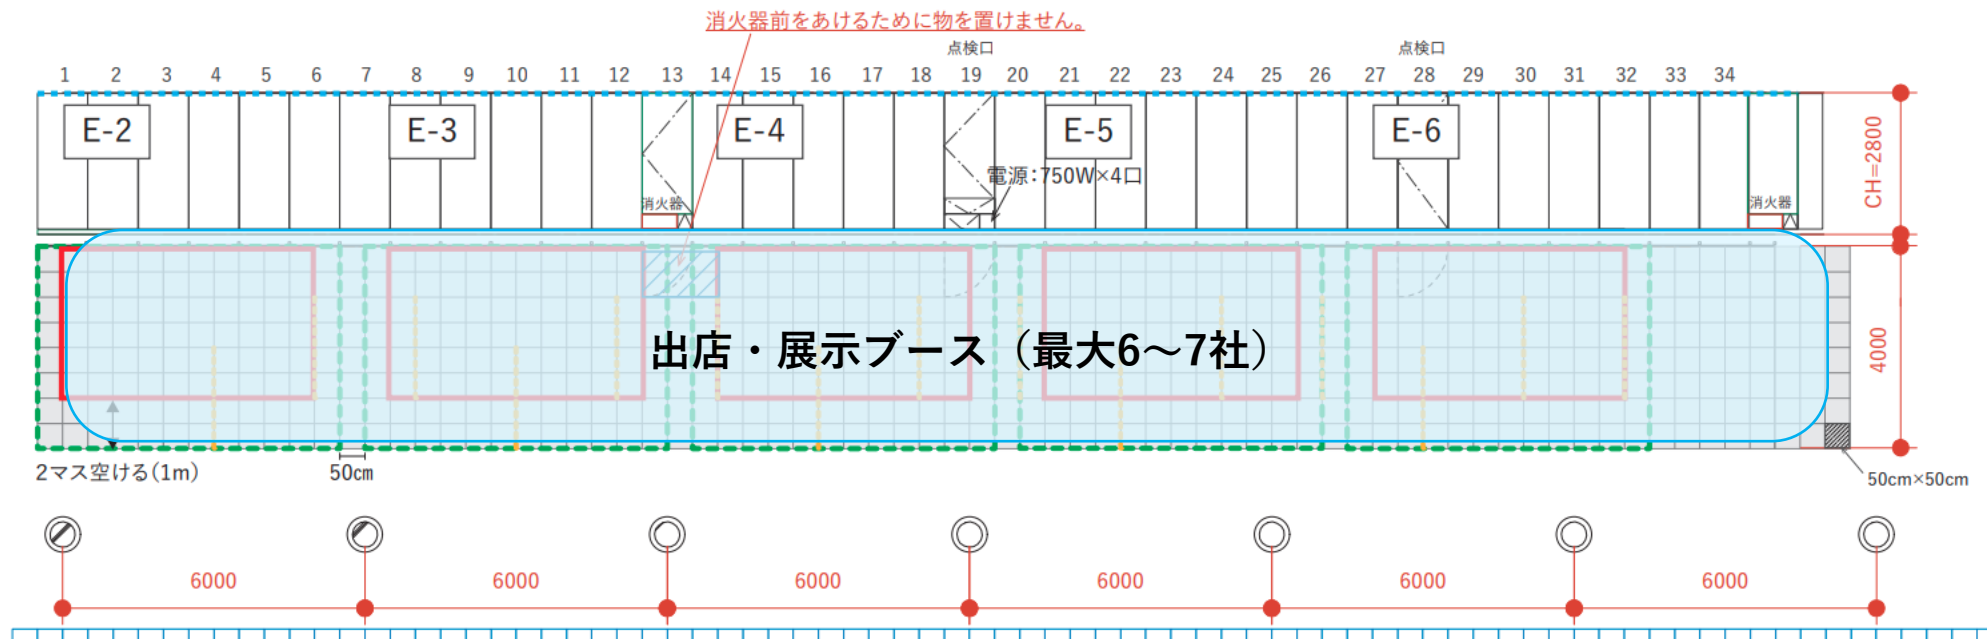 消火器前をあけるために物を置けません。
点検口 点検口
1 2 3 4 5 6 7 8 9 10 11 12 13 14 15 16 17 18 19 20 21 22 23 24 25 26 27 28 29 30 31 32 33 34
E-2 E-3 E-4 E-5 E-6
CH=2800
電源:750W×4口
消火器 消火器
出店・展示ブース（最大6〜7社）
4000
2マス空ける(1m) 50cm
50cm×50cm
6000 6000 6000 6000 6000 6000